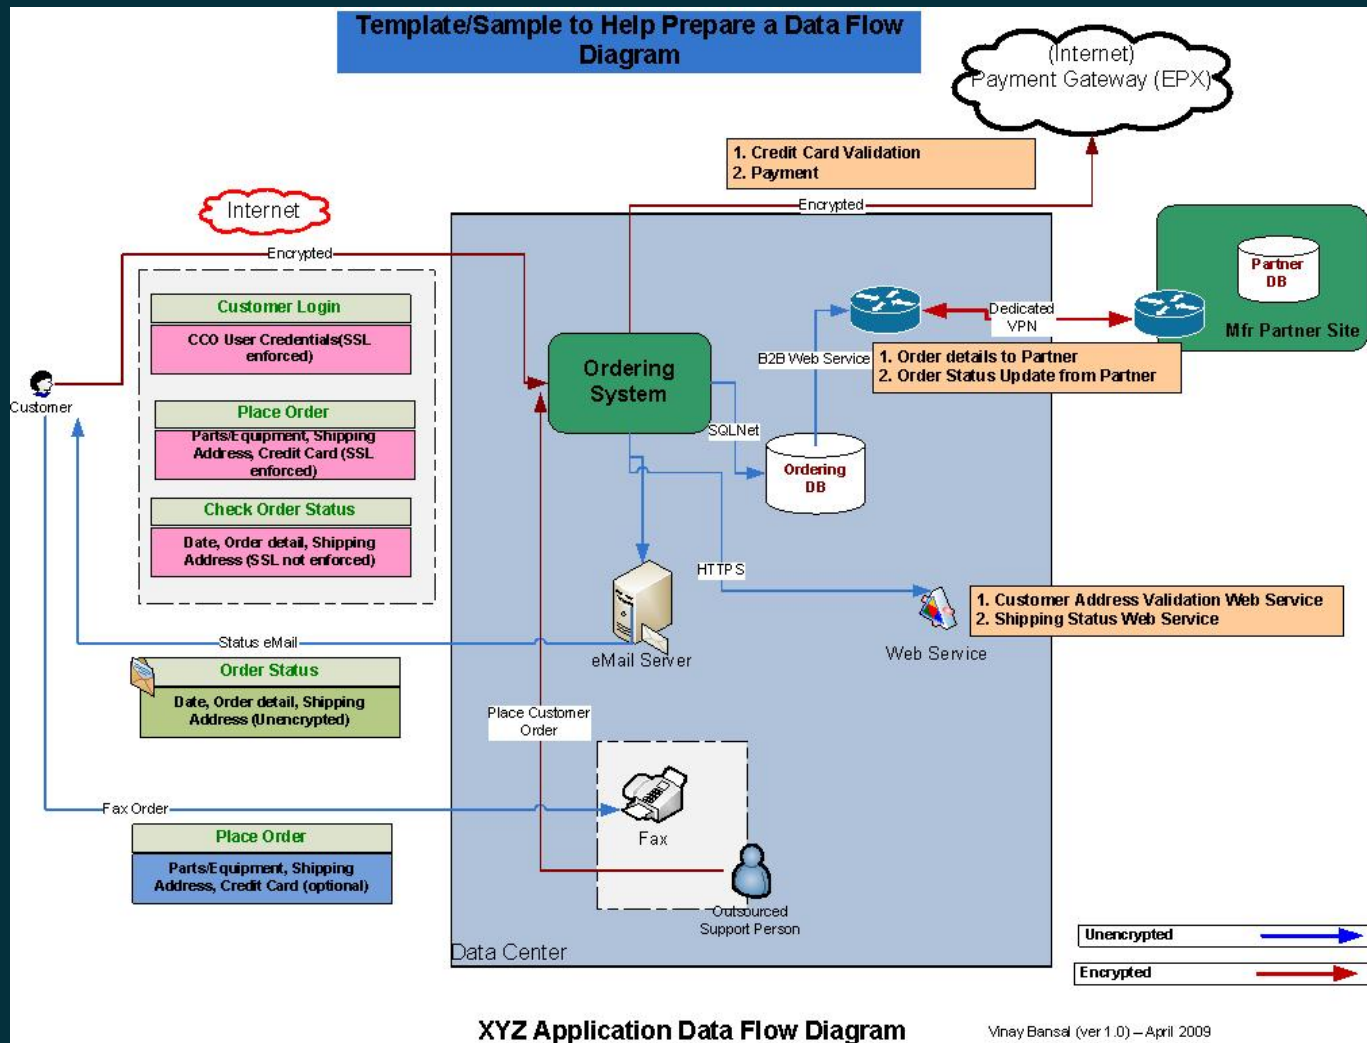 Template/Sample to Help Prepare a Data Flow
Diagram
(Internet)
Payment Gateway (EPX)
1. Credit Card Validation
2. Payment
Internet
Encrypted
Encrypted
Customer Login
CCO User Credentials(SSL
enforced)
Customer
Place Order
Parts/Equipment, Shipping
Address, Credit Card (SSL
enforced)
Check Order Status
Date, Order detail, Shipping
Address (SSL not enforced)
Ordering
System
SQLNet
Ordering
DB
B2B Web Service
Dedicated
VPN
Partner
DB
Mfr Partner Site
1. Order details to Partner
2. Order Status Update from Partner
HTTPS
eMail Server
Web Service
1. Customer Address Validation Web Service
2. Shipping Status Web Service
Status eMail
Order Status
Date, Order detail, Shipping
Address (Unencrypted)
Place Customer
Order
Fax Order
Fax
Place Order
Parts/Equipment, Shipping
Address, Credit Card (optional)
Outsourced
Support Person
Data Center
Unencrypted
Encrypted
XYZ Application Data Flow Diagram
Vinay Bansal (ver 1.0) – April 2009